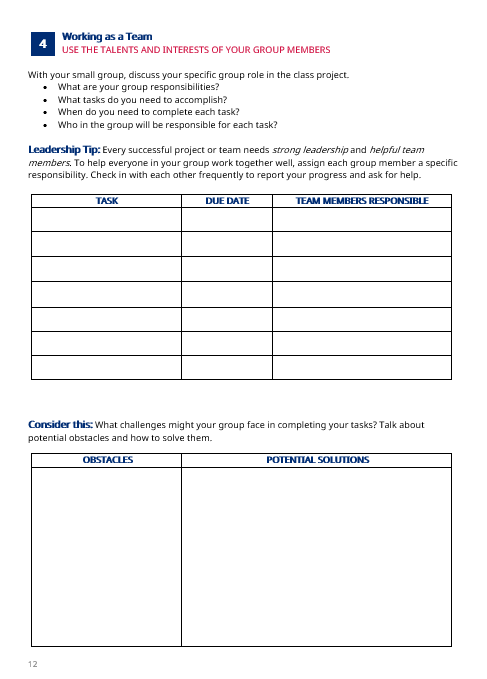 4
Working as a Team
USE THE TALENTS AND INTERESTS OF YOUR GROUP MEMBERS
With your small group, discuss your specific group role in the class project.
• What are your group responsibilities?
• What tasks do you need to accomplish?
• When do you need to complete each task?
• Who in the group will be responsible for each task?
Leadership Tip: Every successful project or team needs strong leadership and helpful team
members. To help everyone in your group work together well, assign each group member a specific
responsibility. Check in with each other frequently to report your progress and ask for help.
TASK DUE DATE TEAM MEMBERS RESPONSIBLE
Consider this: What challenges might your group face in completing your tasks? Talk about
potential obstacles and how to solve them.
OBSTACLES POTENTIAL SOLUTIONS
12